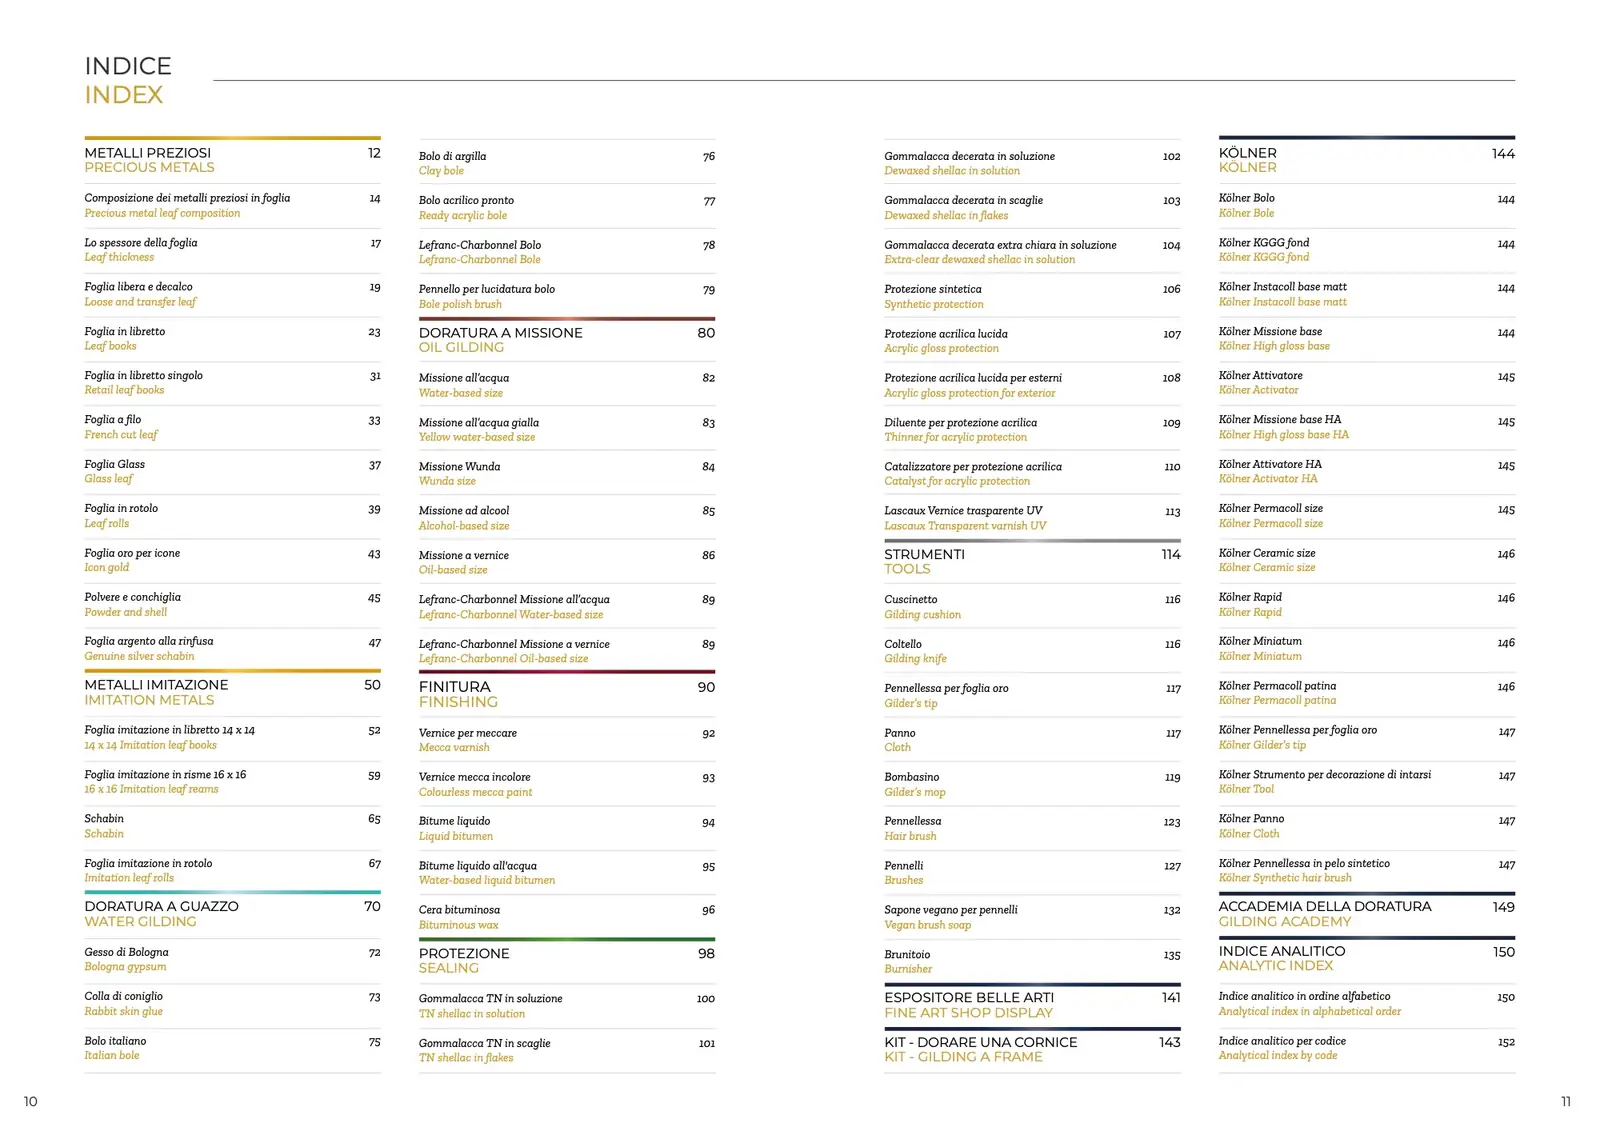 INDICE
INDEX
METALLI PREZIOSI 12
PRECIOUS METALS
Composizione dei metalli preziosi in foglia 14
Precious metal leaf composition
Lo spessore della foglia 17
Leaf thickness
Foglia libera e decalco 19
Loose and transfer leaf
Foglia in libretto 23
Leaf books
Foglia in libretto singolo 31
Retail leaf books
Foglia a filo 33
French cut leaf
Foglia Glass 37
Glass leaf
Foglia in rotolo 39
Leaf rolls
Foglia oro per icone 43
Icon gold
Polvere e conchiglia 45
Powder and shell
Foglia argento alla rinfusa 47
Genuine silver schabin
METALLI IMITAZIONE 50
IMITATION METALS
Foglia imitazione in libretto 14 x 14 52
14 x 14 Imitation leaf books
Foglia imitazione in risme 16 x 16 59
16 x 16 Imitation leaf reams
Schabin 65
Schabin
Foglia imitazione in rotolo 67
Imitation leaf rolls
DORATURA A GUAZZO 70
WATER GILDING
Gesso di Bologna 72
Bologna gypsum
Colla di coniglio 73
Rabbit skin glue
Bolo italiano 75
Italian bole
Bolo di argilla 76
Clay bole
Bolo acrilico pronto 77
Ready acrylic bole
Lefranc-Charbonnel Bolo 78
Lefranc-Charbonnel Bole
Pennello per lucidatura bolo 79
Bole polish brush
DORATURA A MISSIONE 80
OIL GILDING
Missione all'acqua 82
Water-based size
Missione all'acqua gialla 83
Yellow water-based size
Missione Wunda 84
Wunda size
Missione ad alcool 85
Alcohol-based size
Missione a vernice 86
Oil-based size
Lefranc-Charbonnel Missione all'acqua 89
Lefranc-Charbonnel Water-based size
Lefranc-Charbonnel Missione a vernice 89
Lefranc-Charbonnel Oil-based size
FINITURA 90
FINISHING
Vernice per meccare 92
Mecca varnish
Vernice mecca incolore 93
Colourless mecca paint
Bitume liquido 94
Liquid bitumen
Bitume liquido all'acqua 95
Water-based liquid bitumen
Cera bituminosa 96
Bituminous wax
PROTEZIONE 98
SEALING
Gommalacca TN in soluzione 100
TN shellac in solution
Gommalacca TN in scaglie 101
TN shellac in flakes
10
Gommalacca decerata in soluzione 102
Dewaxed shellac in solution
Gommalacca decerata in scaglie 103
Dewaxed shellac in flakes
Gommalacca decerata extra chiara in soluzione 104
Extra-clear dewaxed shellac in solution
Protezione sintetica 106
Synthetic protection
Protezione acrilica lucida 107
Acrylic gloss protection
Protezione acrilica lucida per esterni 108
Acrylic gloss protection for exterior
Diluente per protezione acrilica 109
Thinner for acrylic protection
Catalizzatore per protezione acrilica 110
Catalyst for acrylic protection
Lascaux Vernice trasparente UV 113
Lascaux Transparent varnish UV
STRUMENTI 114
TOOLS
Cuscinetto 116
Gilding cushion
Coltello 116
Gilding knife
Pennellessa per foglia oro 117
Gilder's tip
Panno 117
Cloth
Bombasino 119
Gilder's mop
Pennellessa 123
Hair brush
Pennelli 127
Brushes
Sapone vegano per pennelli 132
Vegan brush soap
Brunitoio 135
Burnisher
ESPOSITORE BELLE ARTI 141
FINE ART SHOP DISPLAY
KIT - DORARE UNA CORNICE 143
KIT - GILDING A FRAME
KÖLNER 144
KÖLNER
Kölner Bolo 144
Kölner Bole
Kölner KGGG fond 144
Kölner KGGG fond
Kölner Instacoll base matt 144
Kölner Instacoll base matt
Kölner Missione base 144
Kölner High gloss base
Kölner Attivatore 145
Kölner Activator
Kölner Missione base HA 145
Kölner High gloss base HA
Kölner Attivatore HA 145
Kölner Activator HA
Kölner Permacoll size 145
Kölner Permacoll size
Kölner Ceramic size 146
Kölner Ceramic size
Kölner Rapid 146
Kölner Rapid
Kölner Miniatum 146
Kölner Miniatum
Kölner Permacoll patina 146
Kölner Permacoll patina
Kölner Pennellessa per foglia oro 147
Kölner Gilder's tip
Kölner Strumento per decorazione di intarsi 147
Kölner Tool
Kölner Panno 147
Kölner Cloth
Kölner Pennellessa in pelo sintetico 147
Kölner Synthetic hair brush
ACCADEMIA DELLA DORATURA 149
GILDING ACADEMY
INDICE ANALITICO 150
ANALYTIC INDEX
Indice analitico in ordine alfabetico 150
Analytical index in alphabetical order
Indice analitico per codice 152
Analytical index by code
11